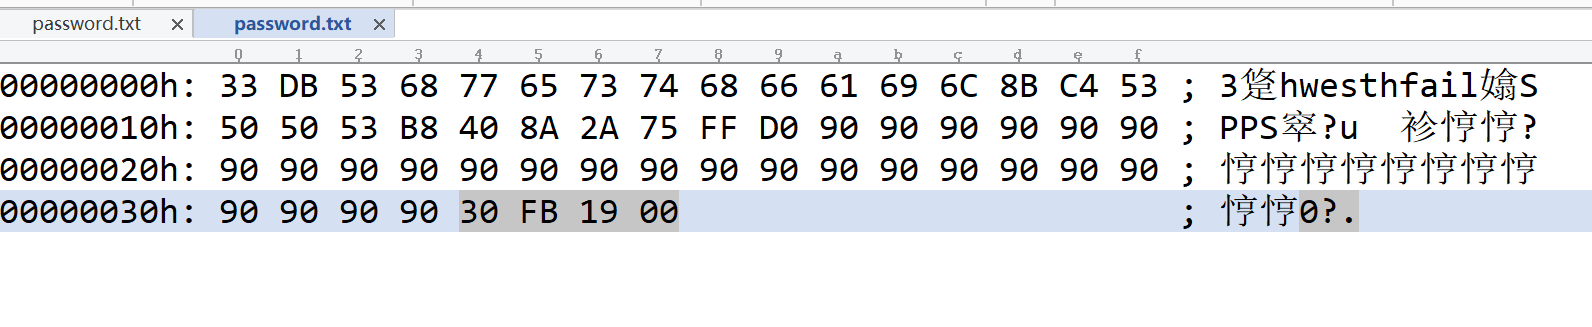 password.txt × password.txt ×
0 1 2 3 4 5 6 7 8 9 a b c d e f
00000000h: 33 DB 53 68 77 65 73 74 68 66 61 69 6C 8B C4 53 ; 3跫hwesthfail嫋S
00000010h: 50 50 53 B8 40 8A 2A 75 FF D0 90 90 90 90 90 90 ; PPS窣?u 袗悙悙?
00000020h: 90 90 90 90 90 90 90 90 90 90 90 90 90 90 90 90 ; 悙悙悙悙悙悙悙悙
00000030h: 90 90 90 90 30 FB 19 00 ; 悙悙0?.